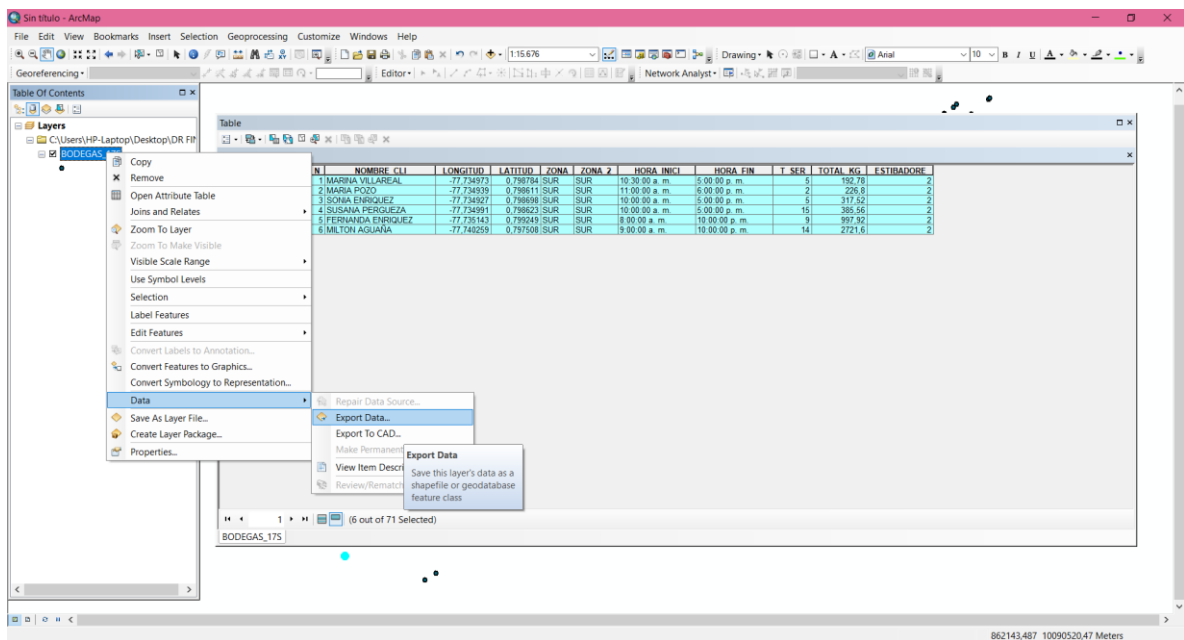 Sin título - ArcMap
File Edit View Bookmarks Insert Selection Geoprocessing Customize Windows Help
1:15.676 Drawing A Arial 10 B I U A
Georeferencing Editor Network Analyst
Table Of Contents
Layers
C:\Users\HP-Laptop\Desktop\DR FIN
BODEGAS_17S
Copy
Remove
Open Attribute Table
Joins and Relates
Zoom To Layer
Zoom To Make Visible
Visible Scale Range
Use Symbol Levels
Selection
Label Features
Edit Features
Convert Labels to Annotation...
Convert Features to Graphics...
Convert Symbology to Representation...
Data
Save As Layer File...
Create Layer Package...
Properties...
Repair Data Source...
Export Data...
Export To CAD...
Make Permanent
View Item Descri
Review/Rematch
Export Data
Save this layer's data as a
shapefile or geodatabase
feature class
Table
N NOMBRE_CLI LONGITUD LATITUD ZONA ZONA_2 HORA_INICI HORA_FIN T_SER TOTAL_KG ESTIBADORE
1 MARINA VILLAREAL -77,734973 0,798784 SUR SUR 10:30:00 a. m. 5:00:00 p. m. 5 192,78 2
2 MARIA POZO -77,734939 0,798611 SUR SUR 11:00:00 a. m. 6:00:00 p. m. 2 226,8 2
3 SONIA ENRIQUEZ -77,734927 0,798698 SUR SUR 10:00:00 a. m. 5:00:00 p. m. 5 317,52 2
4 SUSANA PERGUEZA -77,734991 0,798623 SUR SUR 10:00:00 a. m. 5:00:00 p. m. 15 385,56 2
5 FERNANDA ENRIQUEZ -77,735143 0,799249 SUR SUR 8:00:00 a. m. 10:00:00 p. m. 9 997,92 2
6 MILTON AGUAÑA -77,740259 0,797508 SUR SUR 9:00:00 a. m. 10:00:00 p. m. 14 2721,6 2
1 (6 out of 71 Selected)
BODEGAS_17S
862143,487 10090520,47 Meters